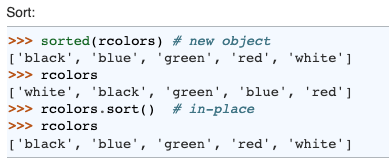 Sort:
>>> sorted(rcolors) # new object
['black', 'blue', 'green', 'red', 'white']
>>> rcolors
['white', 'black', 'green', 'blue', 'red']
>>> rcolors.sort()  # in-place
>>> rcolors
['black', 'blue', 'green', 'red', 'white']